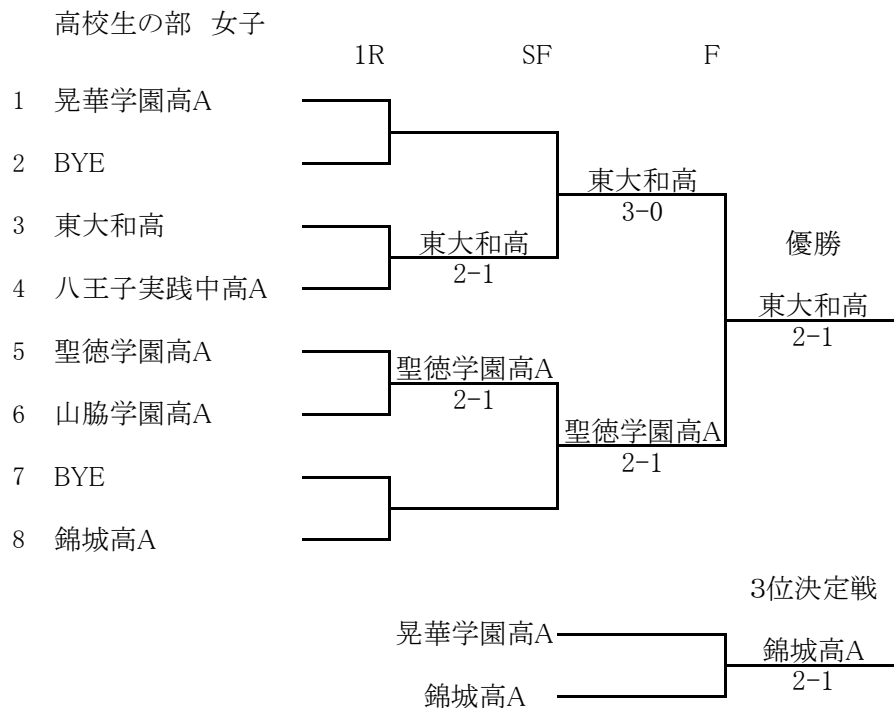 高校生の部 女子
1R SF F
1 晃華学園高A
2 BYE
東大和高
3-0
3 東大和高
東大和高
2-1
優勝
4 八王子実践中高A
東大和高
2-1
5 聖徳学園高A
聖徳学園高A
2-1
6 山脇学園高A
聖徳学園高A
2-1
7 BYE
8 錦城高A
3位決定戦
晃華学園高A
錦城高A
2-1
錦城高A